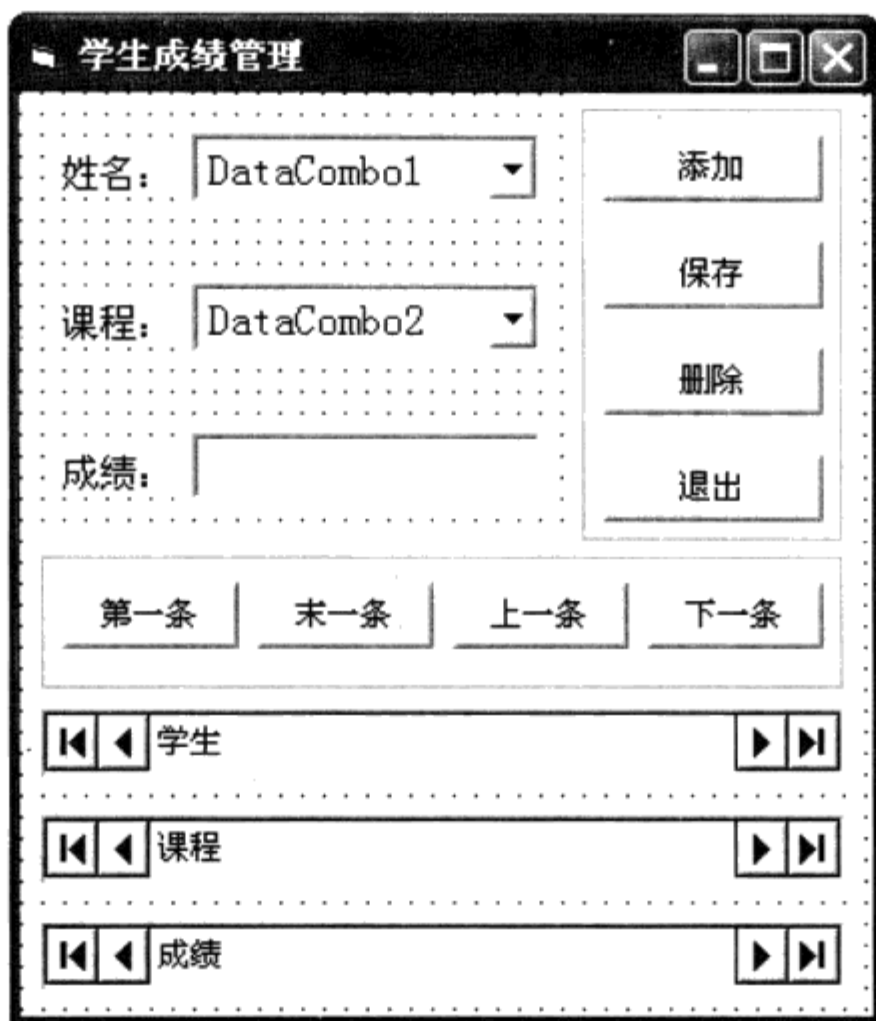 学生成绩管理
姓名: DataCombo1
添加
课程: DataCombo2
保存
删除
成绩:
退出
第一条 末一条 上一条 下一条
学生
课程
成绩